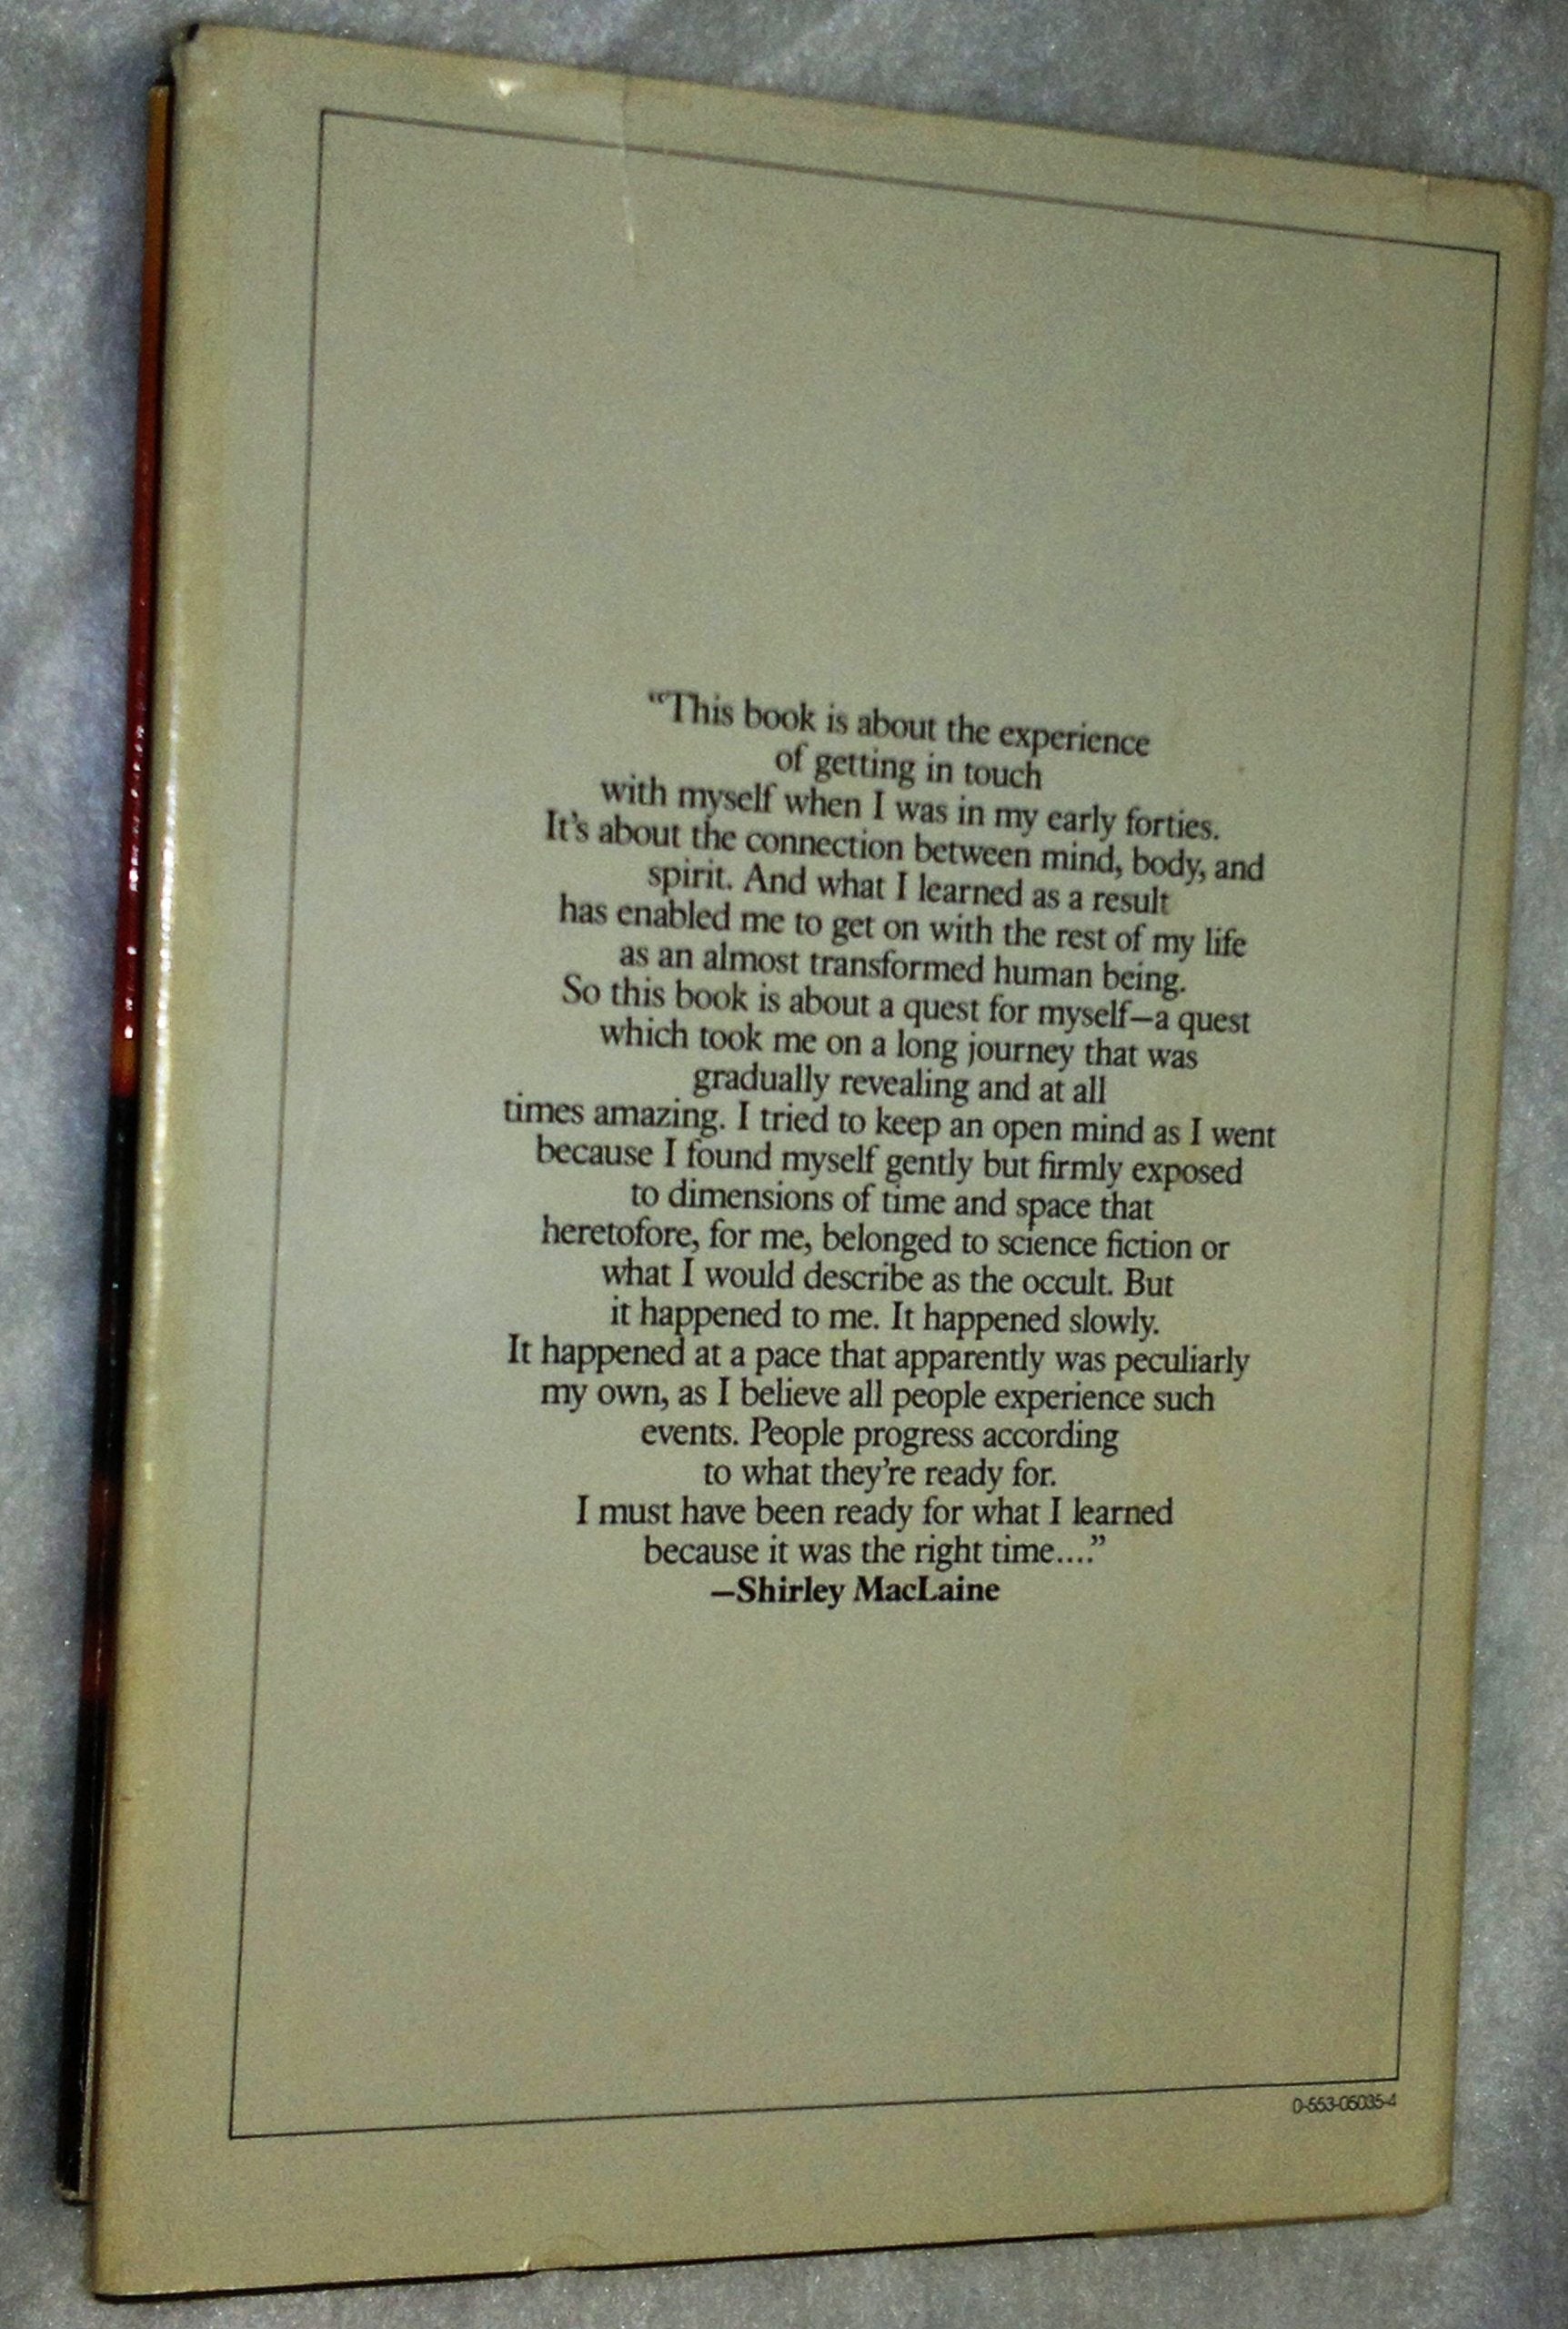 “This book is about the experience
of getting in touch
with myself when I was in my early forties.
It’s about the connection between mind, body, and
spirit. And what I learned as a result
has enabled me to get on with the rest of my life
as an almost transformed human being.
So this book is about a quest for myself—a quest
which took me on a long journey that was
gradually revealing and at all
times amazing. I tried to keep an open mind as I went
because I found myself gently but firmly exposed
to dimensions of time and space that
heretofore, for me, belonged to science fiction or
what I would describe as the occult. But
it happened to me. It happened slowly.
It happened at a pace that apparently was peculiarly
my own, as I believe all people experience such
events. People progress according
to what they’re ready for.
I must have been ready for what I learned
because it was the right time....”
—Shirley MacLaine
0-553-05035-4